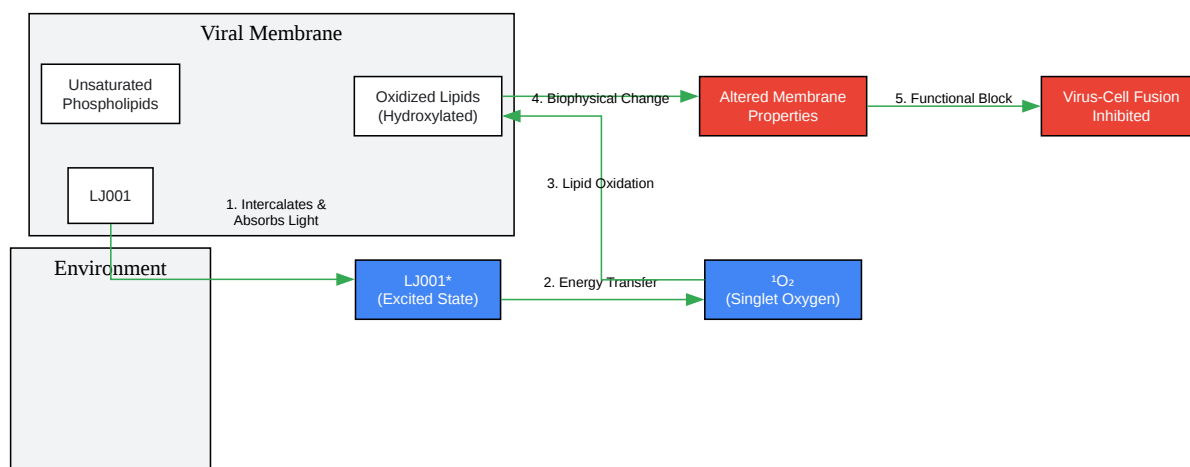 Viral Membrane
Unsaturated
Phospholipids
Oxidized Lipids
(Hydroxylated)
4. Biophysical Change
Altered Membrane
Properties
5. Functional Block
Virus-Cell Fusion
Inhibited
LJ001
1. Intercalates &
Absorbs Light
3. Lipid Oxidation
Environment
LJ001*
(Excited State)
2. Energy Transfer
¹O₂
(Singlet Oxygen)